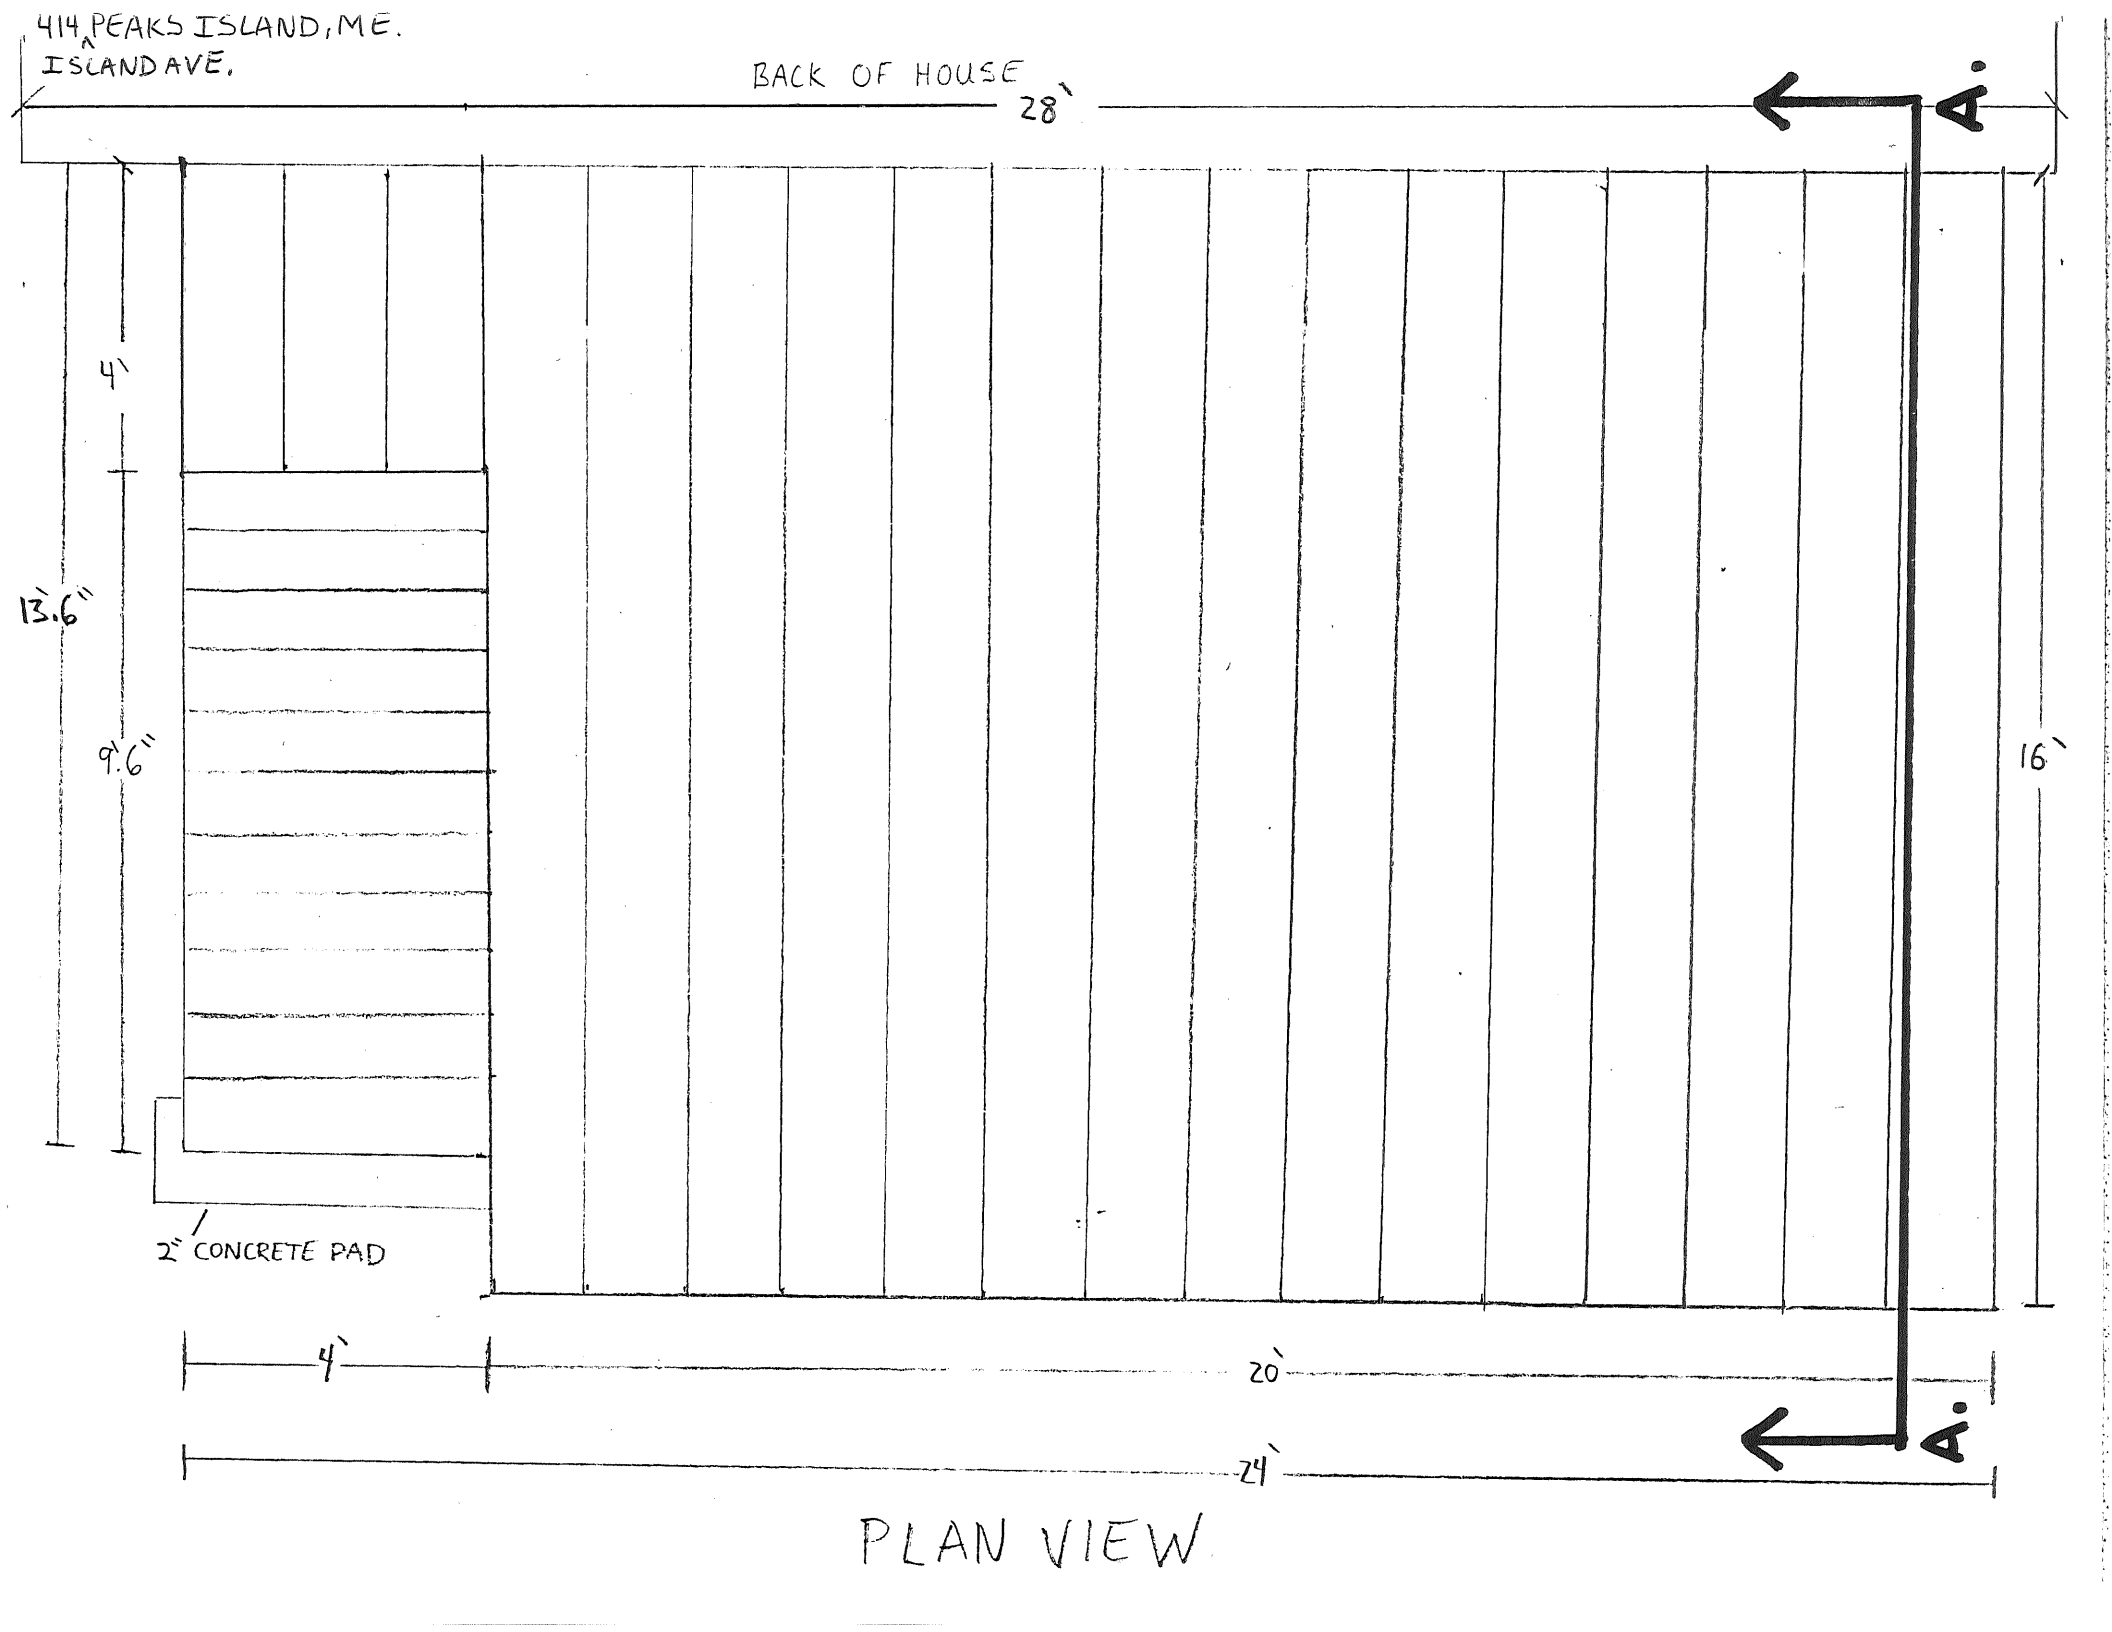 414 PEAKS ISLAND, ME.
^
ISLAND AVE.
BACK OF HOUSE
28'
A.
4'
13'.6"
9'.6"
16'
2" CONCRETE PAD
4'
20'
A.
24'
PLAN VIEW